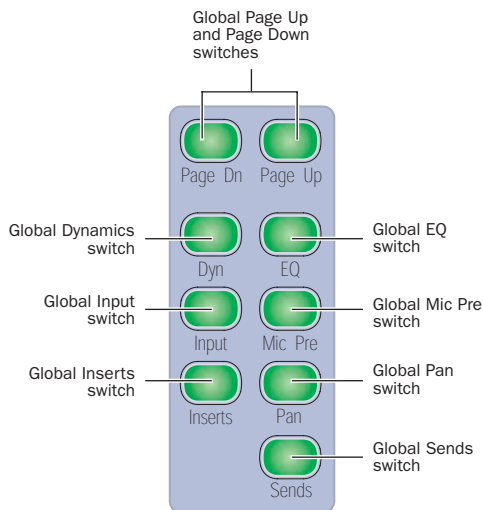 Global Page Up
and Page Down
switches
Page Dn Page Up
Global Dynamics
switch
Global EQ
switch
Dyn EQ
Global Input
switch
Global Mic Pre
switch
Input Mic Pre
Global Inserts
switch
Global Pan
switch
Inserts Pan
Global Sends
switch
Sends